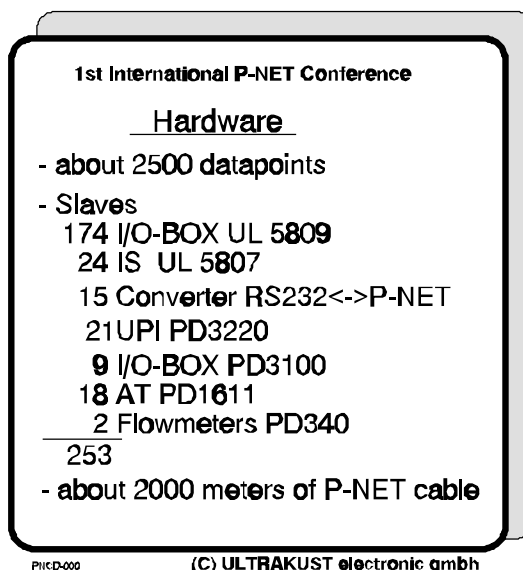 1st International P-NET Conference
Hardware
- about 2500 datapoints
- Slaves
174 I/O-BOX UL 5809
24 IS UL 5807
15 Converter RS232<->P-NET
21 UPI PD3220
9 I/O-BOX PD3100
18 AT PD1611
2 Flowmeters PD340
253
- about 2000 meters of P-NET cable
(C) ULTRAKUST electronic gmbh